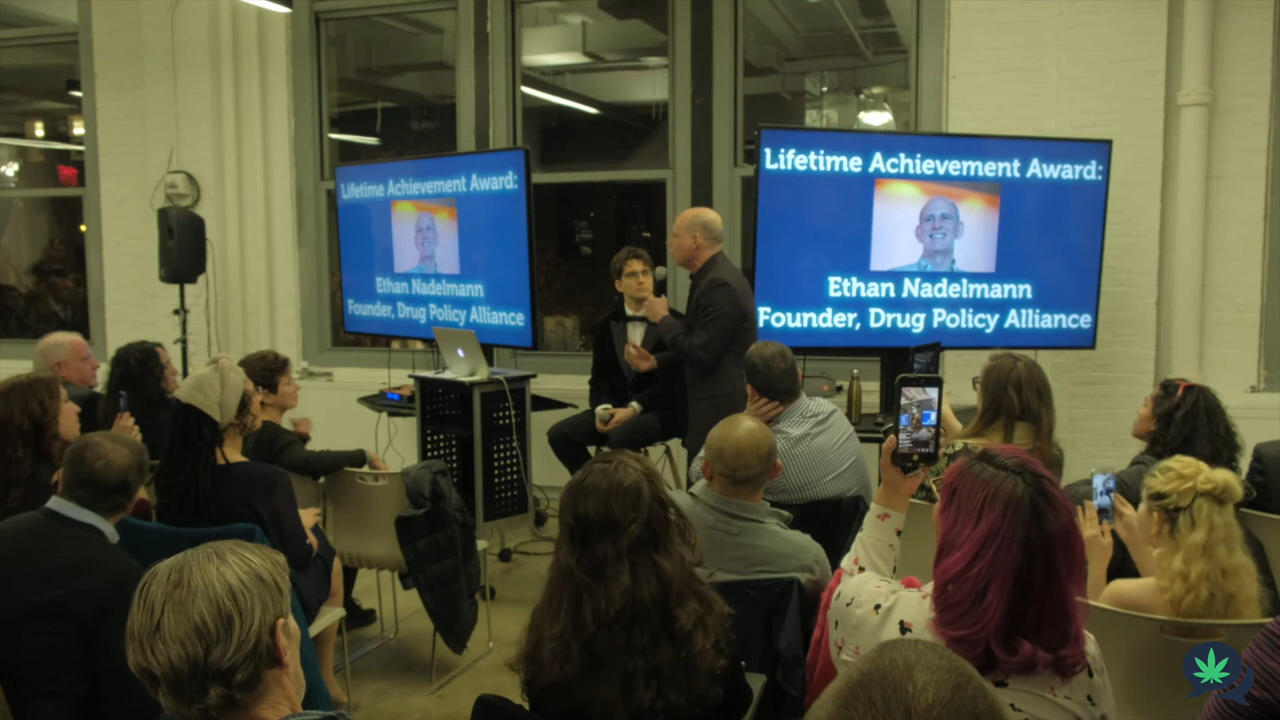 Lifetime Achievement Award:
Ethan Nadelmann
Founder, Drug Policy Alliance
Lifetime Achievement Award:
Ethan Nadelmann
Founder, Drug Policy Alliance